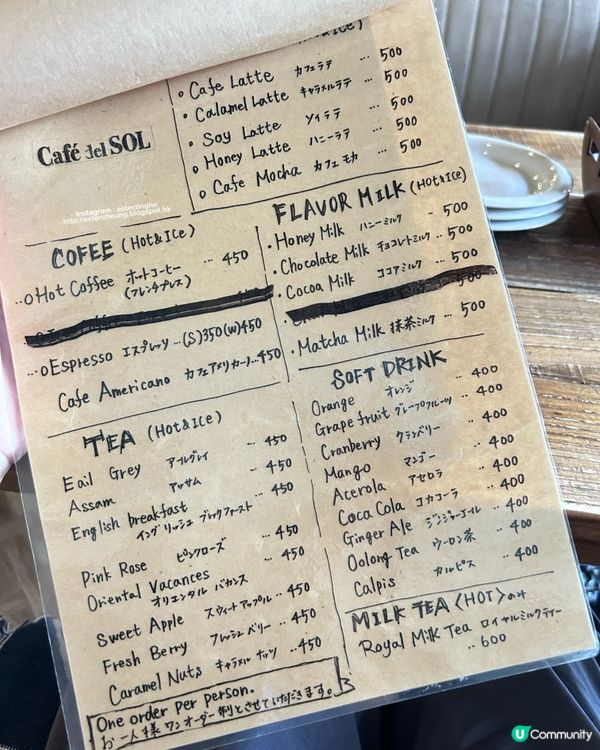 Café del SOL
Instagram : estertingho
http://estercheung.blogspot.hk
&Ice)
Cafe Latte カフェラテ ... 500
Calamel Latte キャラメルラテ ... 500
Soy Latte ソイラテ ... 500
Honey Latte ハニーラテ ... 500
Cafe Mocha カフェモカ ... 500
COFEE (Hot&Ice)
Hot Coffee ホットコーヒー ... 450
(フレンチプレス)
Espresso エスプレッソ ...(S)350(W)450
Cafe Americano カフェアメリカーノ...450
TEA (Hot&Ice)
Eail Grey アールグレイ ... 450
Assam アッサム ... 450
English breakfast ... 450
イングリッシュ ブレックファースト
Pink Rose ピンクローズ ... 450
Oriental Vacances ... 450
オリエンタル バカンス
Sweet Apple スウィートアップル ... 450
Fresh Berry フレッシュベリー ... 450
Caramel Nuts キャラメル ナッツ ... 450
One order per person.
お一人様 ワンオーダー制とさせていただきます。
FLAVOR MILK (HOT&ICE)
Honey Milk ハニーミルク ... 500
Chocolate Milk チョコレートミルク ... 500
Cocoa Milk ココアミルク ... 500
500
Matcha Milk 抹茶ミルク ... 500
SOFT DRINK
Orange オレンジ ... 400
Grape fruit グレープフルーツ ... 400
Cranberry クランベリー ... 400
Mango マンゴー ... 400
Acerola アセロラ ... 400
Coca Cola コカコーラ ... 400
Ginger Ale ジンジャーエール ... 400
Oolong Tea ウーロン茶 ... 400
Calpis カルピス ... 400
MILK TEA <HOT> のみ
Royal Milk Tea ロイヤルミルクティー
...600
U Community